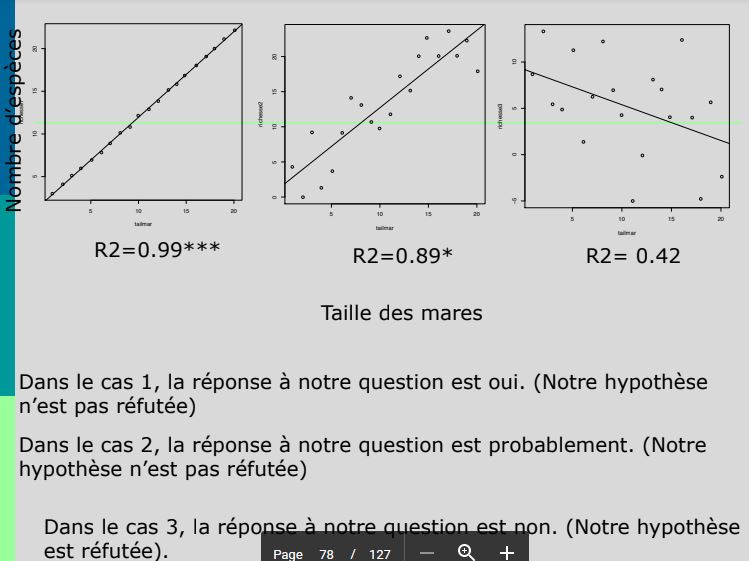 Nombre d'espèces
20
15
10
5
5 10 15 20
tailmar
richesse2
20
15
10
5
0
5 10 15 20
tailmar
richesse3
10
5
0
-5
5 10 15 20
tailmar
R2=0.99***
R2=0.89*
R2= 0.42
Taille des mares
Dans le cas 1, la réponse à notre question est oui. (Notre hypothèse
n'est pas réfutée)
Dans le cas 2, la réponse à notre question est probablement. (Notre
hypothèse n'est pas réfutée)
Dans le cas 3, la réponse à notre question est non. (Notre hypothèse
est réfutée).
Page 78 / 127